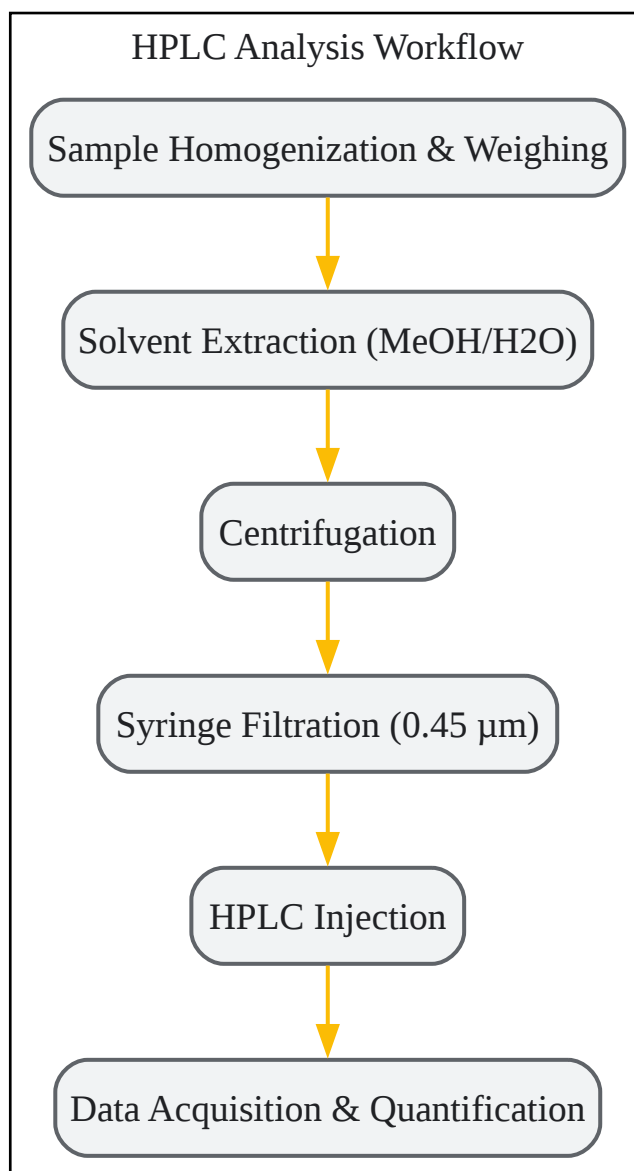 HPLC Analysis Workflow
Sample Homogenization & Weighing
Solvent Extraction (MeOH/H2O)
Centrifugation
Syringe Filtration (0.45 µm)
HPLC Injection
Data Acquisition & Quantification